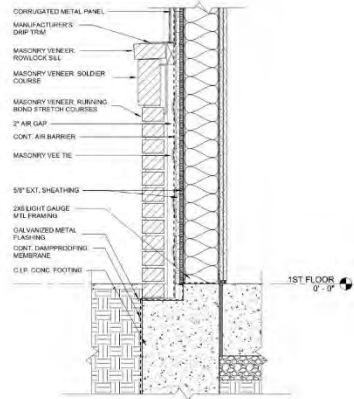 CORRUGATED METAL PANEL
MANUFACTURER'S
DRIP TRIM
MASONRY VENEER, ROWLOCK SILL
MASONRY VENEER, SOLDIER
COURSE
MASONRY VENEER, RUNNING
BOND STRETCH COURSES
2" AIR GAP
CONT. AIR BARRIER
MASONRY VEE TIE
5/8" EXT. SHEATHING
2X6 LIGHT GAUGE
MTL FRAMING
GALVANIZED METAL
FLASHING
CONT. DAMPPROOFING
MEMBRANE
C.I.P. CONC. FOOTING
1ST FLOOR
0' - 0"